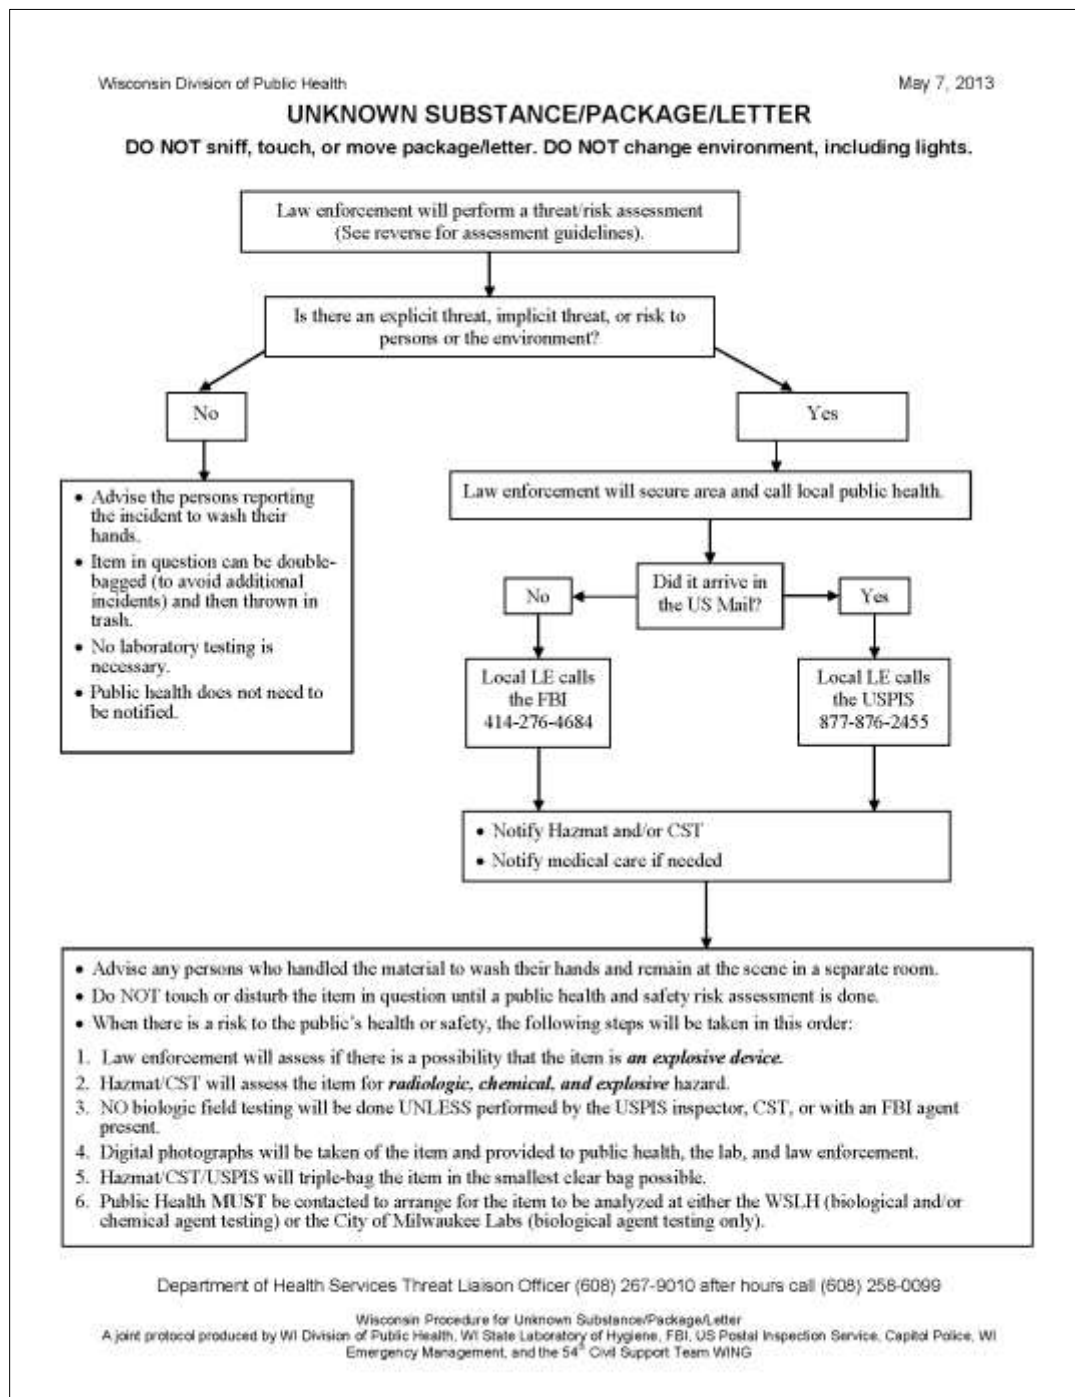 Wisconsin Division of Public Health
May 7, 2013
UNKNOWN SUBSTANCE/PACKAGE/LETTER
DO NOT sniff, touch, or move package/letter. DO NOT change environment, including lights.
Law enforcement will perform a threat/risk assessment
(See reverse for assessment guidelines).
Is there an explicit threat, implicit threat, or risk to
persons or the environment?
No
Yes
• Advise the persons reporting
the incident to wash their
hands.
• Item in question can be double-
bagged (to avoid additional
incidents) and then thrown in
trash.
• No laboratory testing is
necessary.
• Public health does not need to
be notified.
Law enforcement will secure area and call local public health.
Did it arrive in
the US Mail?
No
Yes
Local LE calls
the FBI
414-276-4684
Local LE calls
the USPIS
877-876-2455
• Notify Hazmat and/or CST
• Notify medical care if needed
• Advise any persons who handled the material to wash their hands and remain at the scene in a separate room.
• Do NOT touch or disturb the item in question until a public health and safety risk assessment is done.
• When there is a risk to the public's health or safety, the following steps will be taken in this order:
1. Law enforcement will assess if there is a possibility that the item is an explosive device.
2. Hazmat/CST will assess the item for radiologic, chemical, and explosive hazard.
3. NO biologic field testing will be done UNLESS performed by the USPIS inspector, CST, or with an FBI agent
present.
4. Digital photographs will be taken of the item and provided to public health, the lab, and law enforcement.
5. Hazmat/CST/USPIS will triple-bag the item in the smallest clear bag possible.
6. Public Health MUST be contacted to arrange for the item to be analyzed at either the WSLH (biological and/or
chemical agent testing) or the City of Milwaukee Labs (biological agent testing only).
Department of Health Services Threat Liaison Officer (608) 267-9010 after hours call (608) 258-0099
Wisconsin Procedure for Unknown Substance/Package/Letter
A joint protocol produced by WI Division of Public Health, WI State Laboratory of Hygiene, FBI, US Postal Inspection Service, Capitol Police, WI
Emergency Management, and the 54th Civil Support Team WING